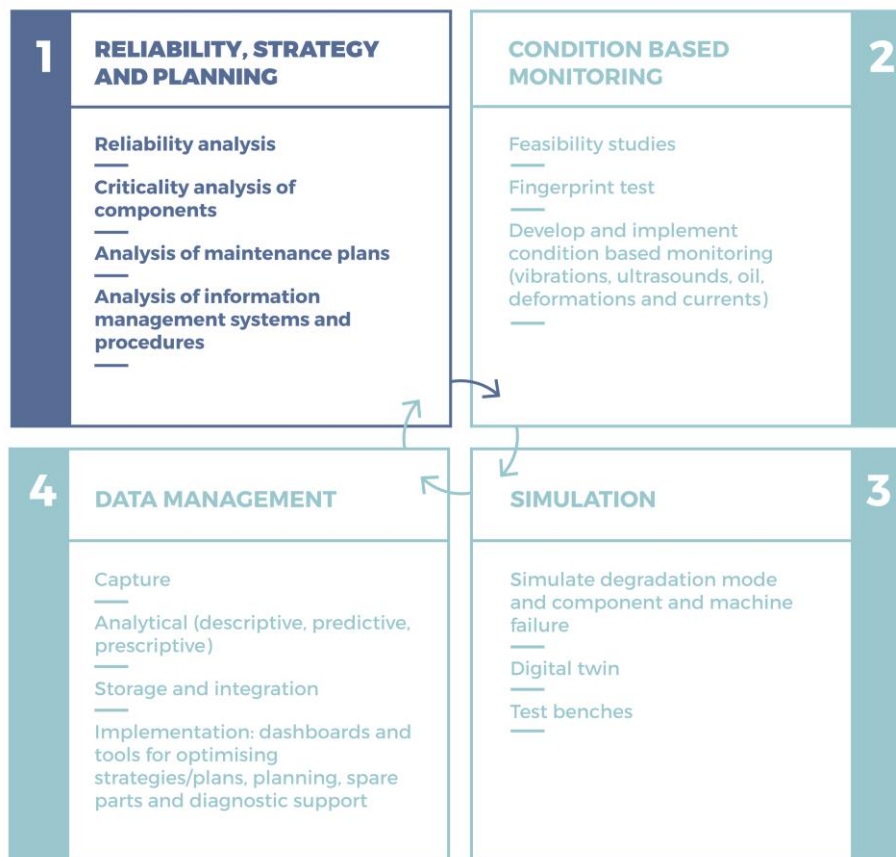 1
RELIABILITY, STRATEGY
AND PLANNING
Reliability analysis
Criticality analysis of
components
Analysis of maintenance plans
Analysis of information
management systems and
procedures
CONDITION BASED
MONITORING
2
Feasibility studies
Fingerprint test
Develop and implement
condition based monitoring
(vibrations, ultrasounds, oil,
deformations and currents)
SIMULATION
3
Simulate degradation mode
and component and machine
failure
Digital twin
Test benches
4
DATA MANAGEMENT
Capture
Analytical (descriptive, predictive,
prescriptive)
Storage and integration
Implementation: dashboards and
tools for optimising
strategies/plans, planning, spare
parts and diagnostic support